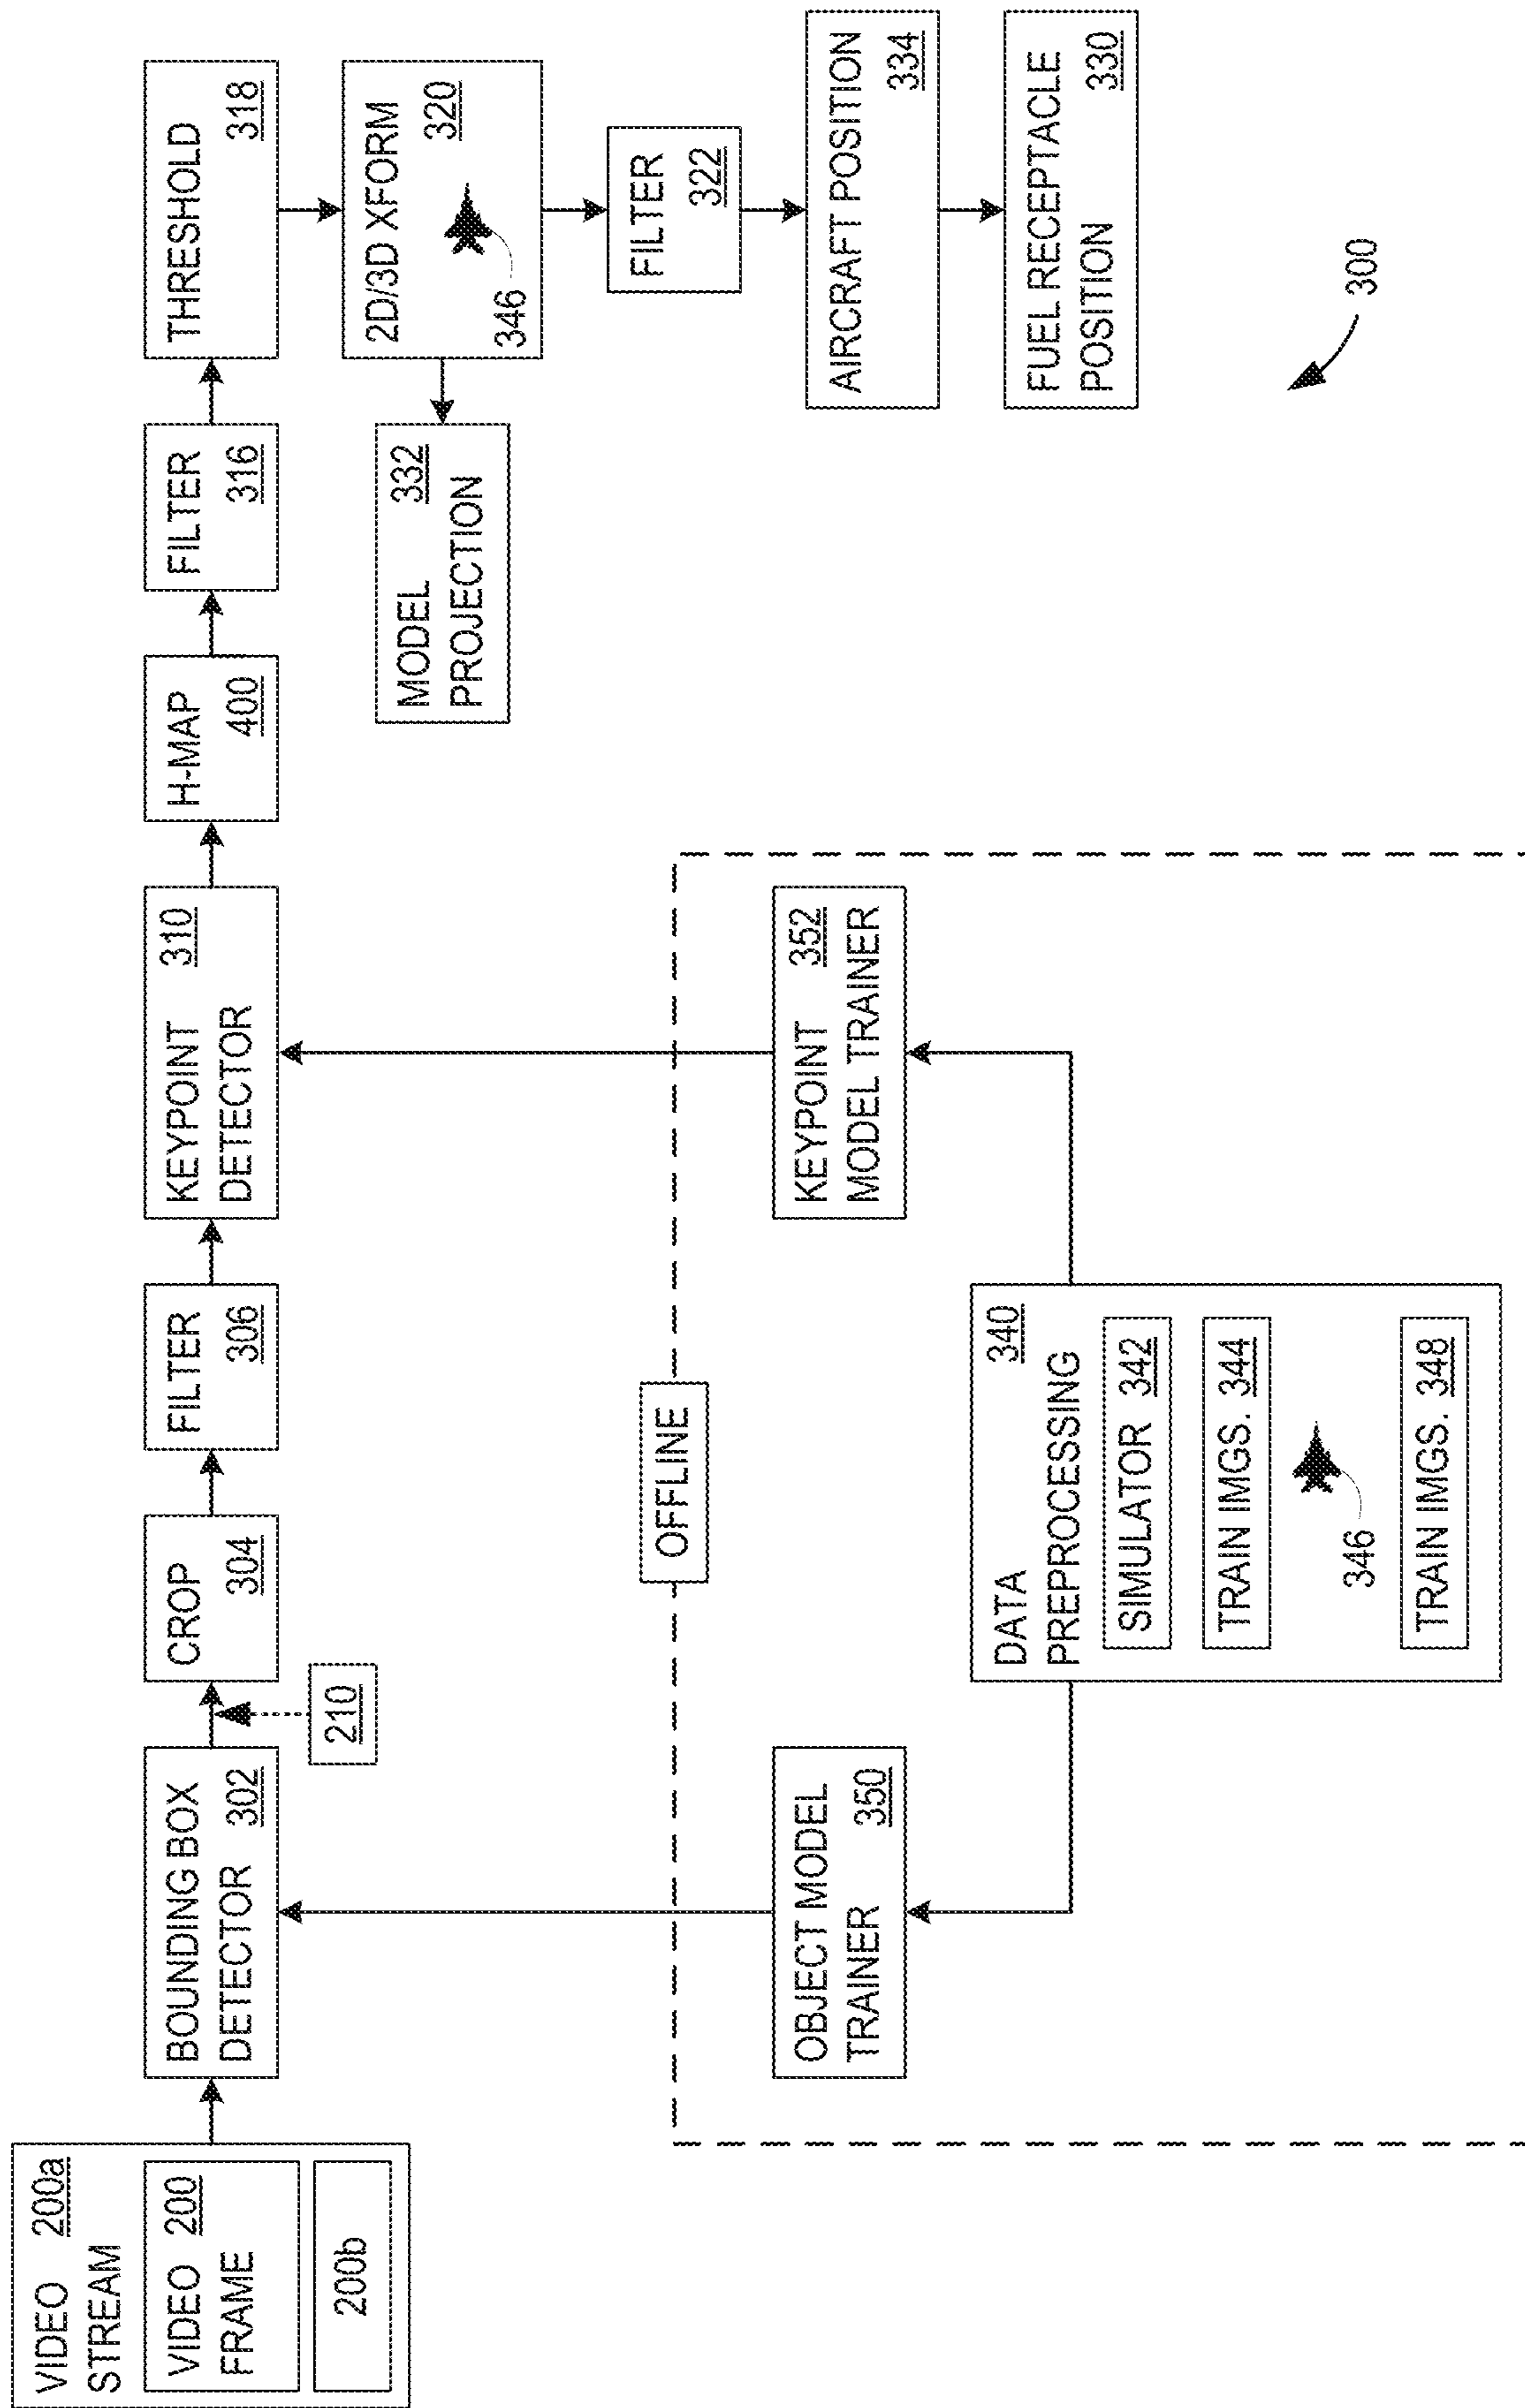 VIDEO 200a
STREAM
VIDEO 200
FRAME
200b
BOUNDING BOX
DETECTOR 302
210
CROP
304
FILTER
306
KEYPOINT 310
DETECTOR
H-MAP
400
FILTER
316
THRESHOLD
318
2D/3D XFORM
320
346
MODEL 332
PROJECTION
FILTER
322
AIRCRAFT POSITION
334
FUEL RECEPTACLE
POSITION 330
300
OFFLINE
OBJECT MODEL
TRAINER 350
KEYPOINT 352
MODEL TRAINER
DATA 340
PREPROCESSING
SIMULATOR 342
TRAIN IMGS. 344
346
TRAIN IMGS. 348